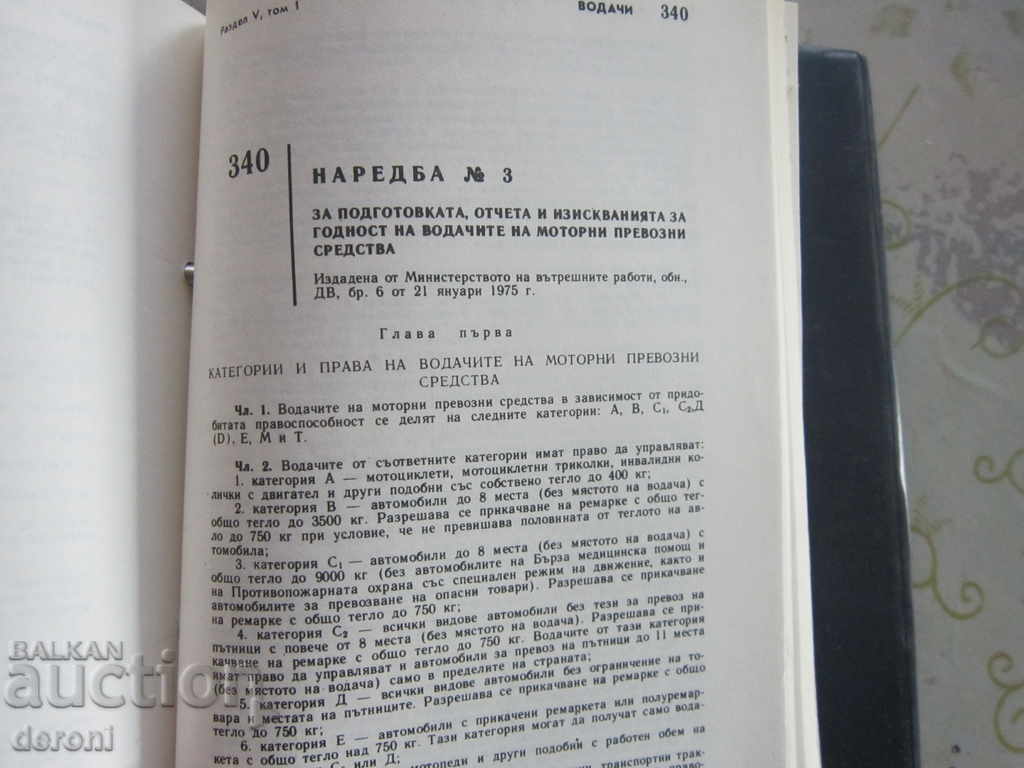 Раздел V, том 1
ВОДАЧИ 340
340
НАРЕДБА № 3
ЗА ПОДГОТОВКАТА, ОТЧЕТА И ИЗИСКВАНИЯТА ЗА
ГОДНОСТ НА ВОДАЧИТЕ НА МОТОРНИ ПРЕВОЗНИ
СРЕДСТВА
Издадена от Министерството на вътрешните работи, обн.,
ДВ, бр. 6 от 21 януари 1975 г.
Глава първа
КАТЕГОРИИ И ПРАВА НА ВОДАЧИТЕ НА МОТОРНИ ПРЕВОЗНИ
СРЕДСТВА
Чл. 1. Водачите на моторни превозни средства в зависимост от придо-
битата правоспособност се делят на следните категории: А, В, С₁, С₂,Д
(D), Е, М и Т.
Чл. 2. Водачите от съответните категории имат право да управляват:
1. категория А — мотоциклети, мотоциклетни триколки, инвалидни ко-
лички с двигател и други подобни със собствено тегло до 400 кг;
2. категория В — автомобили до 8 места (без мястото на водача) с
общо тегло до 3500 кг. Разрешава се прикачване на ремарке с общо тег-
ло до 750 кг при условие, че не превишава половината от теглото на ав-
томобила;
3. категория С₁ — автомобили до 8 места (без мястото на водача) с
общо тегло до 9000 кг (без автомобилите на Бърза медицинска помощ и
на Противопожарната охрана със специален режим на движение, както и
автомобилите за превозване на опасни товари). Разрешава се прикачване
на ремарке с общо тегло до 750 кг;
4. категория С₂ — всички видове автомобили без тези за превоз на
пътници с повече от 8 места (без мястото на водача). Разрешава се при-
качване на ремарке с общо тегло до 750 кг. Водачите от тази категория
имат право да управляват и автомобили за превоз на пътници до 11 места
(без мястото на водача) само в пределите на страната;
5. категория Д — всички видове автомобили без ограничение на то-
вара и местата на пътниците. Разрешава се прикачване на ремарке с общо
тегло до 750 кг;
6. категория Е — автомобили с прикачени ремаркета или полуремар-
кета с общо тегло над 750 кг. Тази категория могат да получат само вода-
или Д;
мотопеди и други подобни с работен обем на
транспортни трак-
BALKAN
auction
deroni